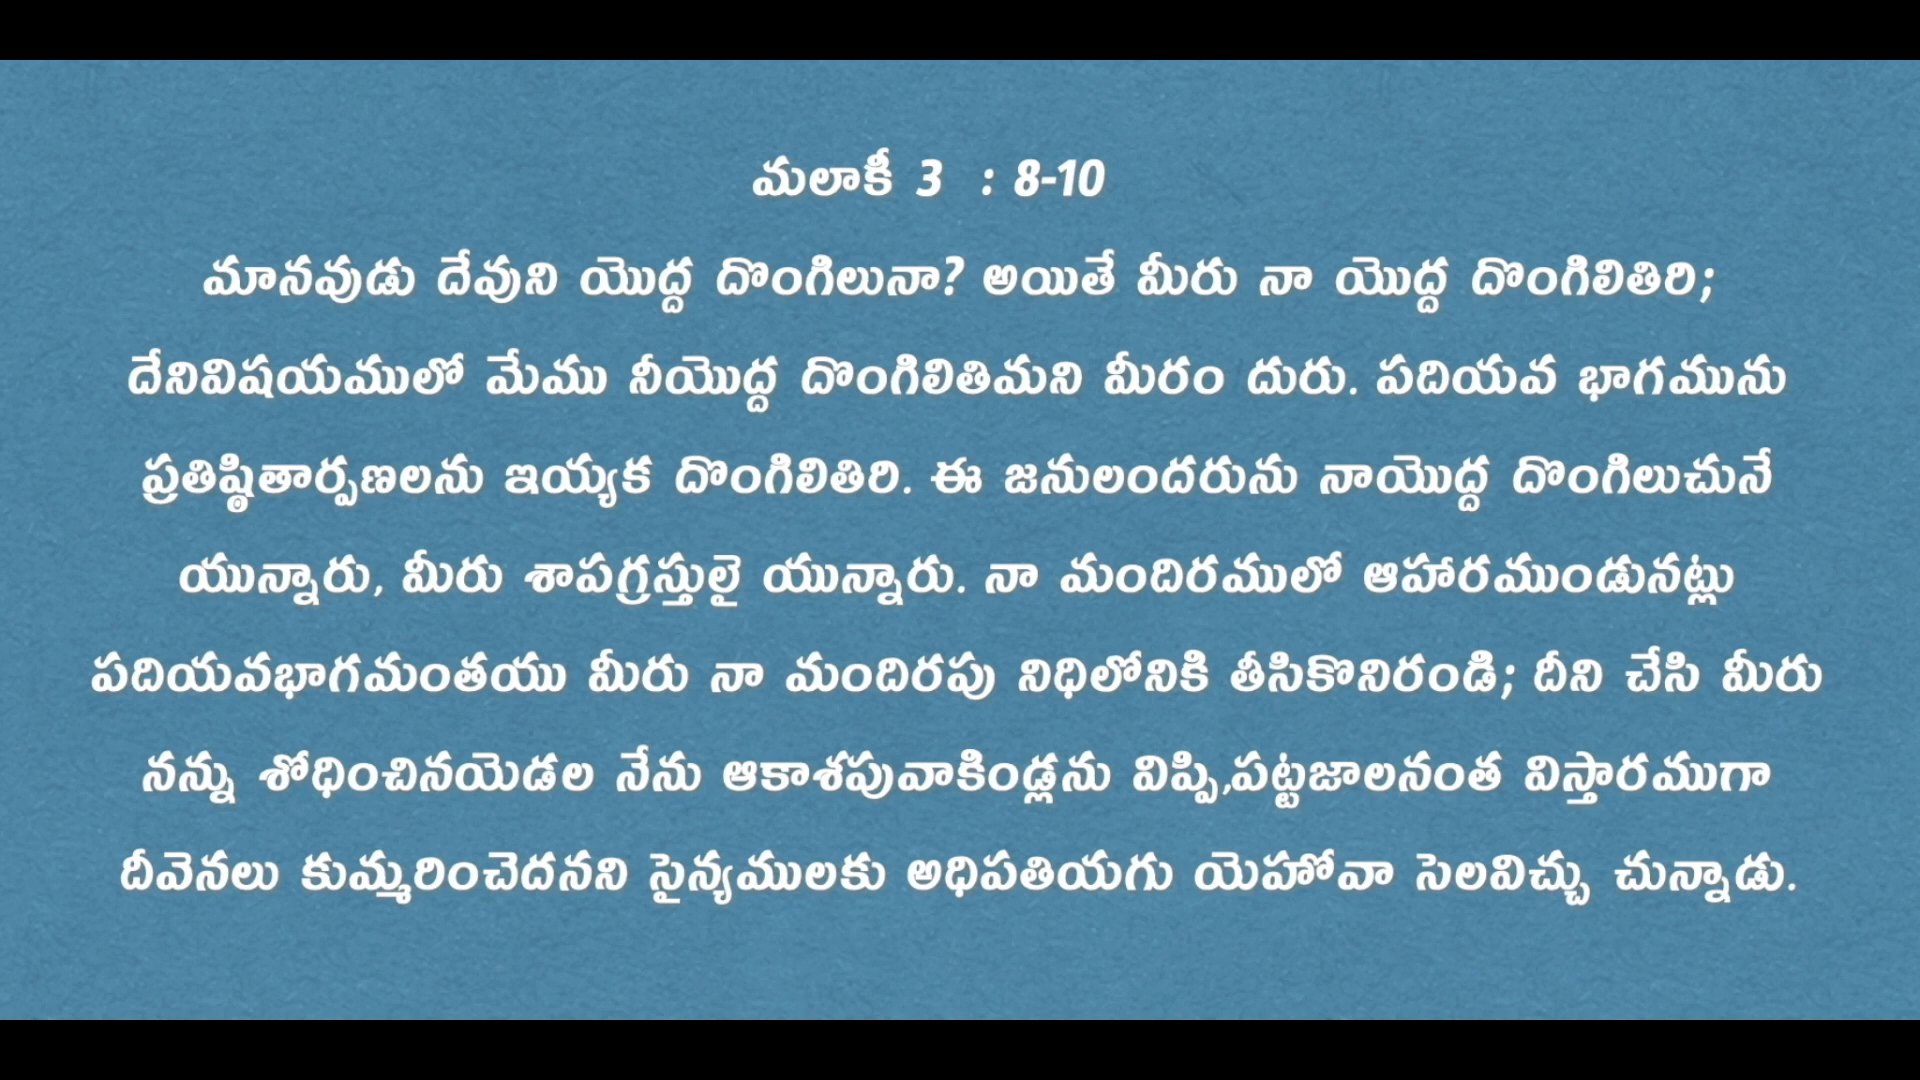 మలాకీ 3 : 8-10
మానవుడు దేవుని యొద్ద దొంగిలునా? అయితే మీరు నా యొద్ద దొంగిలితిరి;
దేనివిషయములో మేము నీయొద్ద దొంగిలితిమని మీరం దురు. పదియవ భాగమును
ప్రతిష్ఠితార్పణలను ఇయ్యక దొంగిలితిరి. ఈ జనులందరును నాయొద్ద దొంగిలుచునే
యున్నారు, మీరు శాపగ్రస్తులై యున్నారు. నా మందిరములో ఆహారముండునట్లు
పదియవభాగమంతయు మీరు నా మందిరపు నిధిలోనికి తీసికొనిరండి; దీని చేసి మీరు
నన్ను శోధించినయెడల నేను ఆకాశపువాకిండ్లను విప్పి,పట్టజాలనంత విస్తారముగా
దీవెనలు కుమ్మరించెదనని సైన్యములకు అధిపతియగు యెహోవా సెలవిచ్చు చున్నాడు.